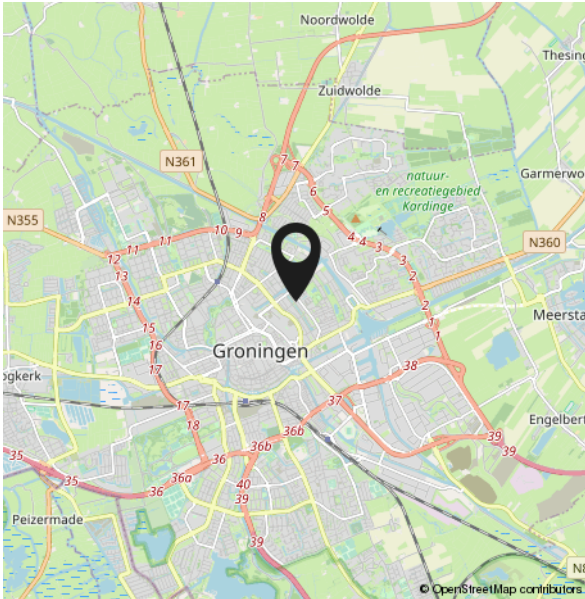 Noordwolde
Thesing
Zuidwolde
N361
7
7
natuur-
en recreatiegebied
Kardinge
Garmerwo
6
5
N355
8
10
9
11
11
4
4
3
3
N360
12
13
2
14
2
Meersta
15
1
1
16
Groningen
17
38
ogkerk
17
37
18
Engelbert
36b
39
39
35
36
36b
35
36a
40
36
39
Peizermade
39
N8
© OpenStreetMap contributors